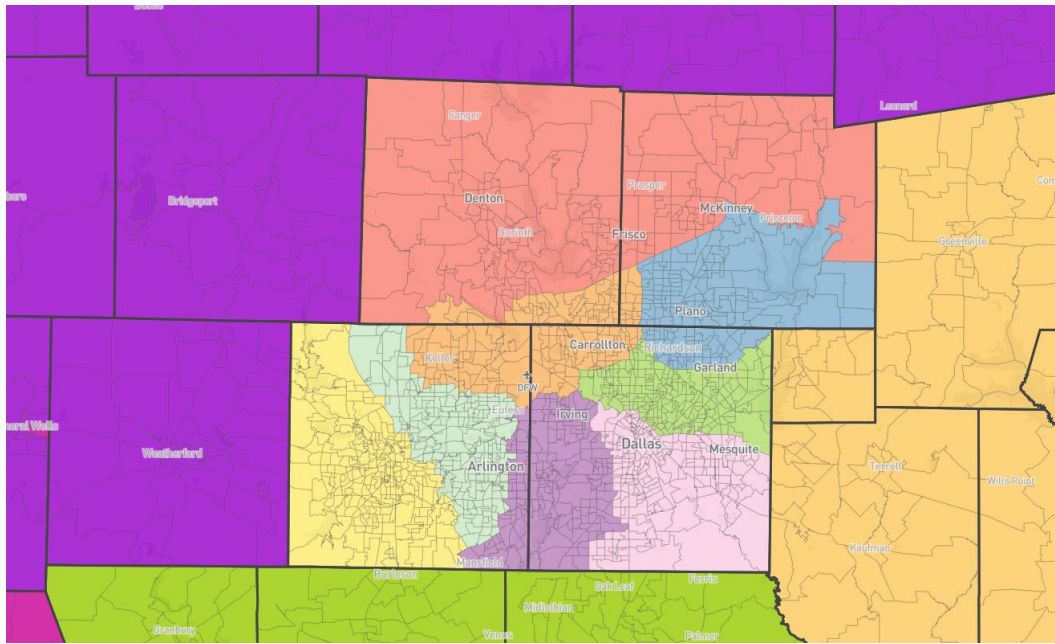 Leonard
Sanger
Bridgeport
Denton
Prosper
McKinney
Princeton
Corinth
Frisco
Greenville
Plano
Carrollton
Richardson
Keller
Garland
DFW
Euless
Irving
Dallas
Mesquite
Weatherford
Arlington
Terrell
Wills Point
Mansfield
Kaufman
Burleson
Ferris
Oak Leaf
Midlothian
Granbury
Venus
Palmer